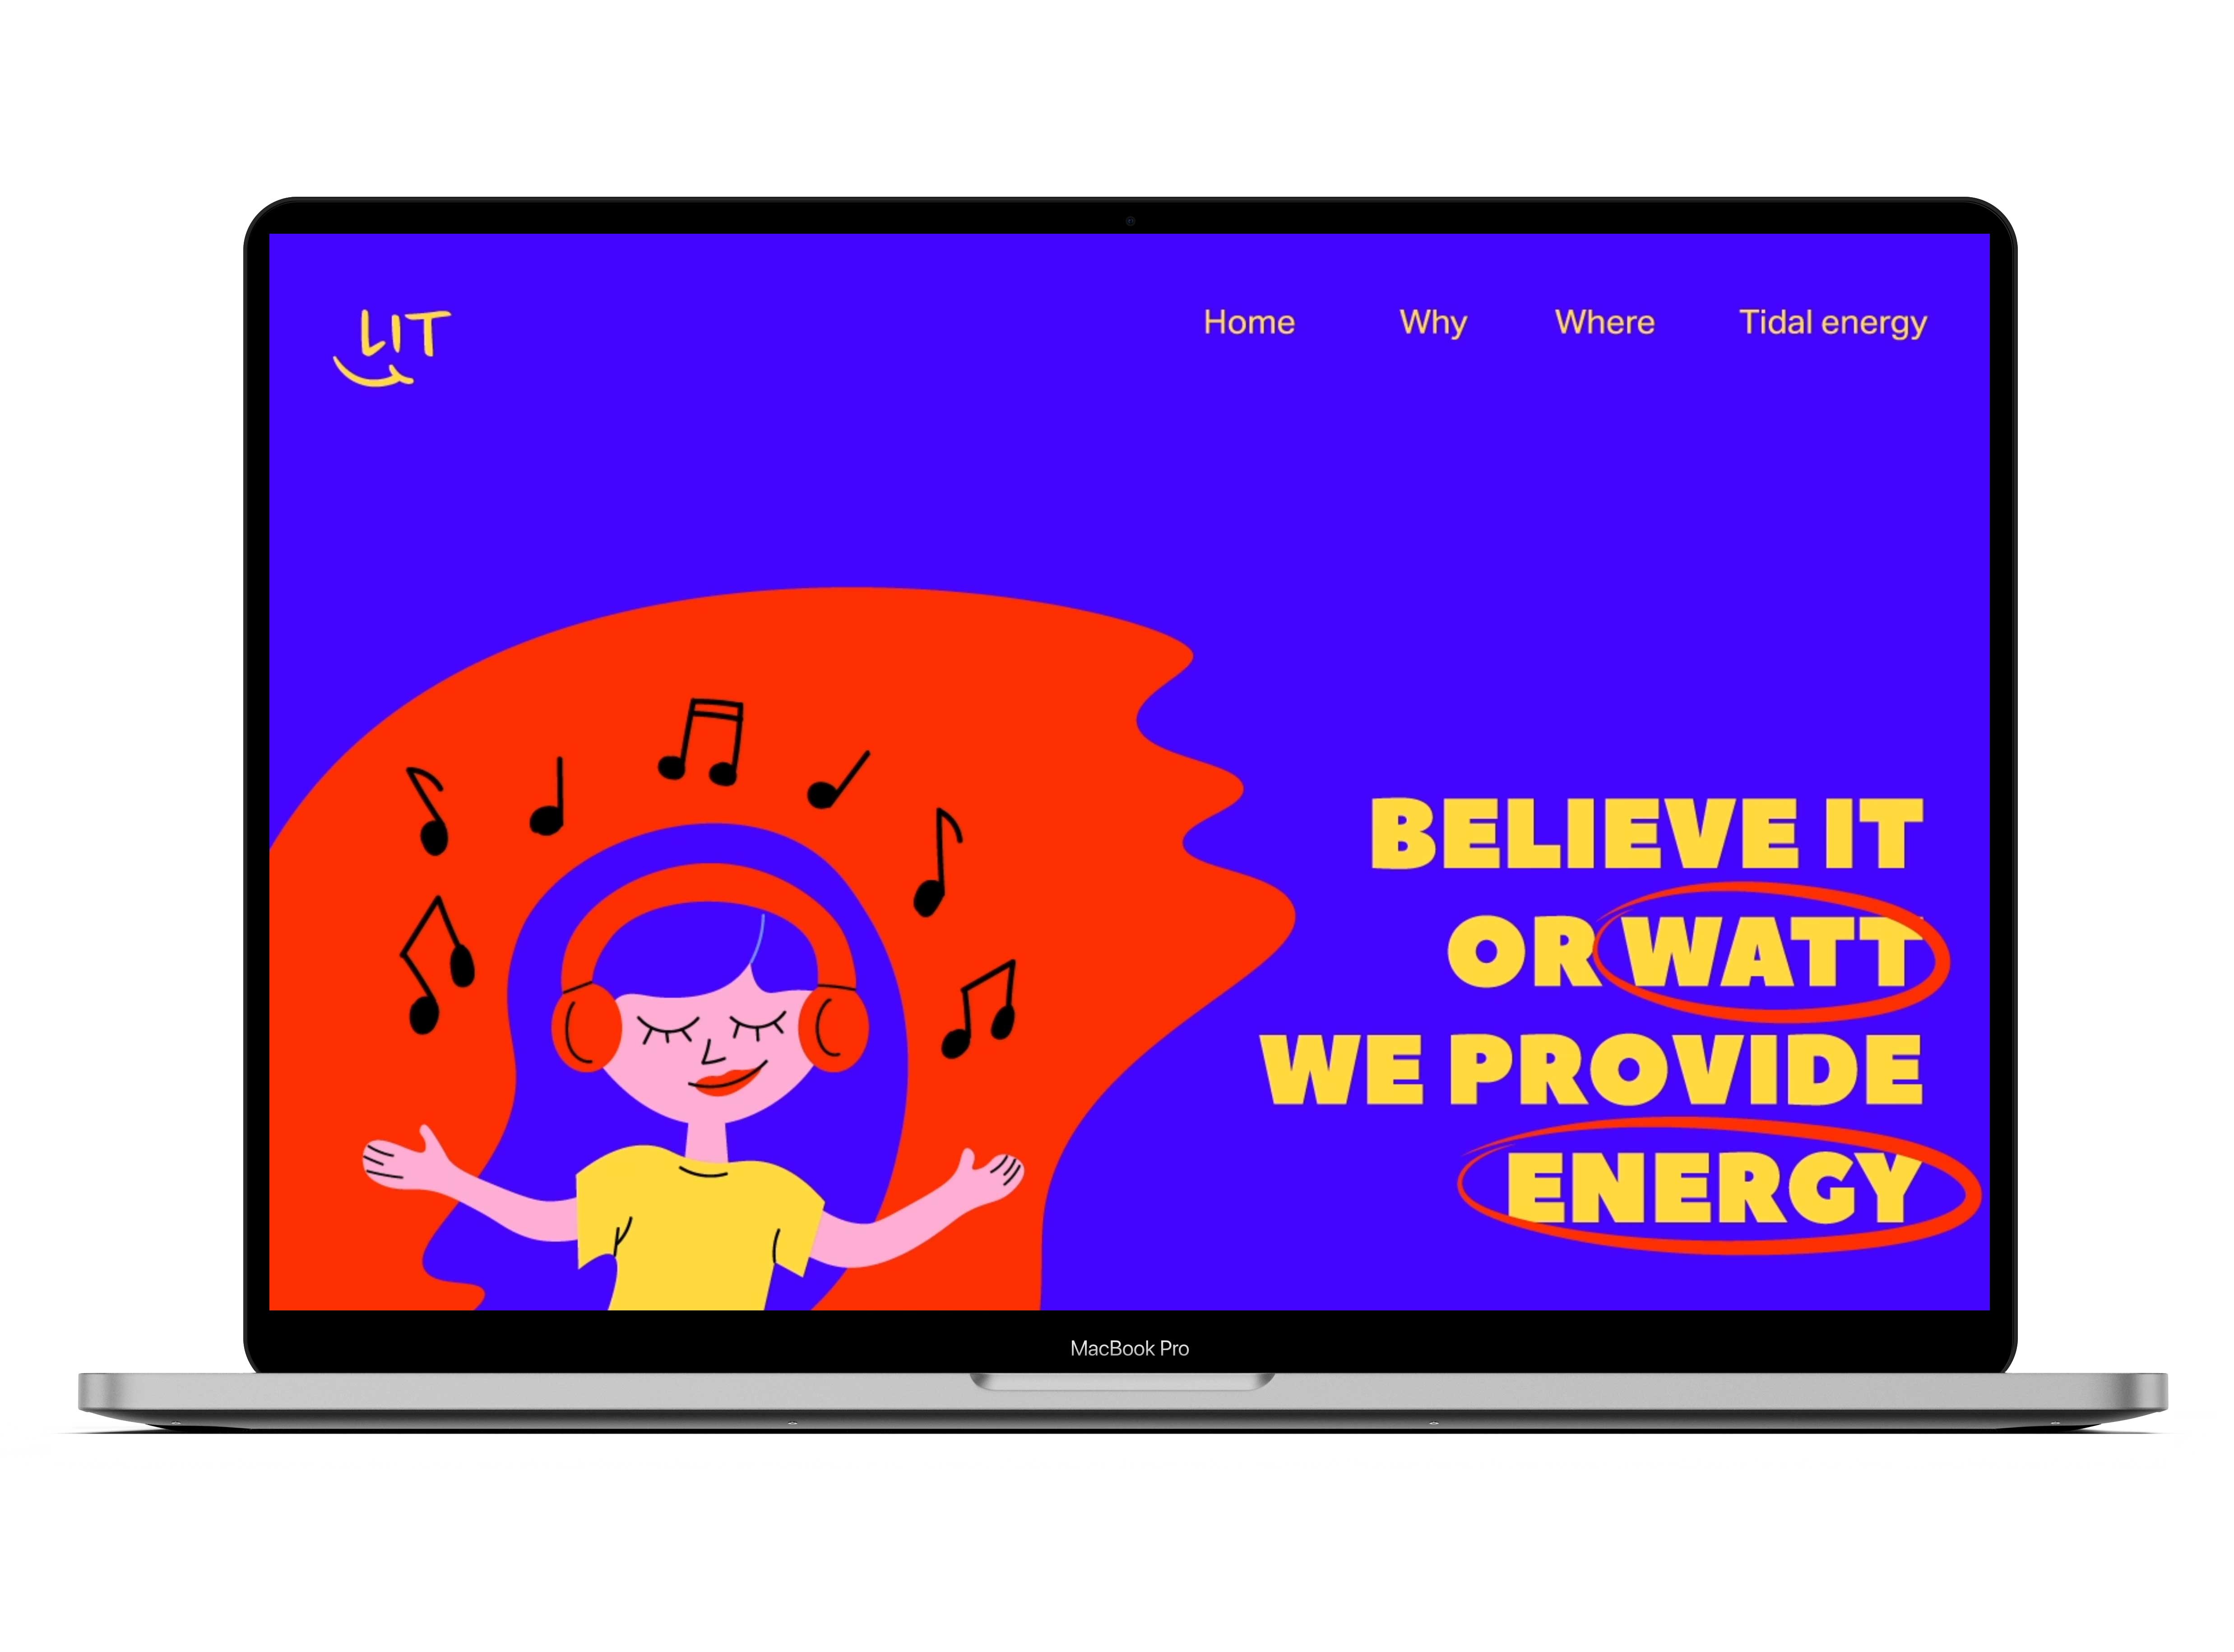 LIT
Home Why Where Tidal energy
BELIEVE IT
OR WATT
WE PROVIDE
ENERGY
MacBook Pro